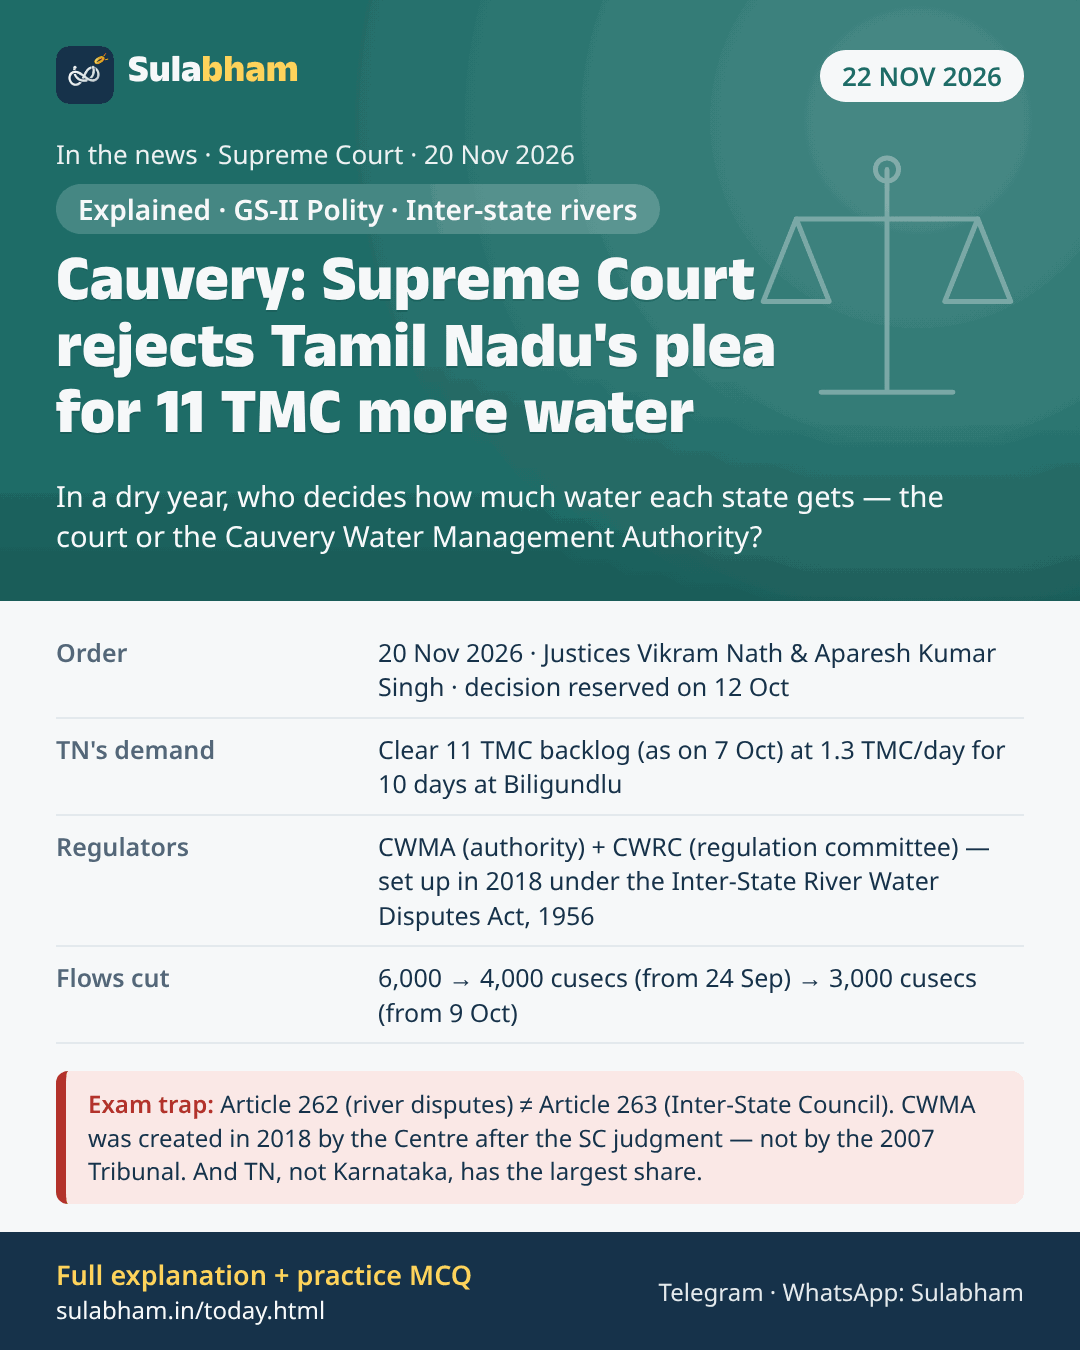 Sulabham
22 NOV 2026
In the news · Supreme Court · 20 Nov 2026
Explained · GS-II Polity · Inter-state rivers
Cauvery: Supreme Court
rejects Tamil Nadu's plea
for 11 TMC more water
In a dry year, who decides how much water each state gets — the
court or the Cauvery Water Management Authority?
Order
20 Nov 2026 · Justices Vikram Nath & Aparesh Kumar
Singh · decision reserved on 12 Oct
TN's demand
Clear 11 TMC backlog (as on 7 Oct) at 1.3 TMC/day for
10 days at Biligundlu
Regulators
CWMA (authority) + CWRC (regulation committee) —
set up in 2018 under the Inter-State River Water
Disputes Act, 1956
Flows cut
6,000 → 4,000 cusecs (from 24 Sep) → 3,000 cusecs
(from 9 Oct)
Exam trap: Article 262 (river disputes) ≠ Article 263 (Inter-State Council). CWMA
was created in 2018 by the Centre after the SC judgment — not by the 2007
Tribunal. And TN, not Karnataka, has the largest share.
Full explanation + practice MCQ
sulabham.in/today.html
Telegram · WhatsApp: Sulabham